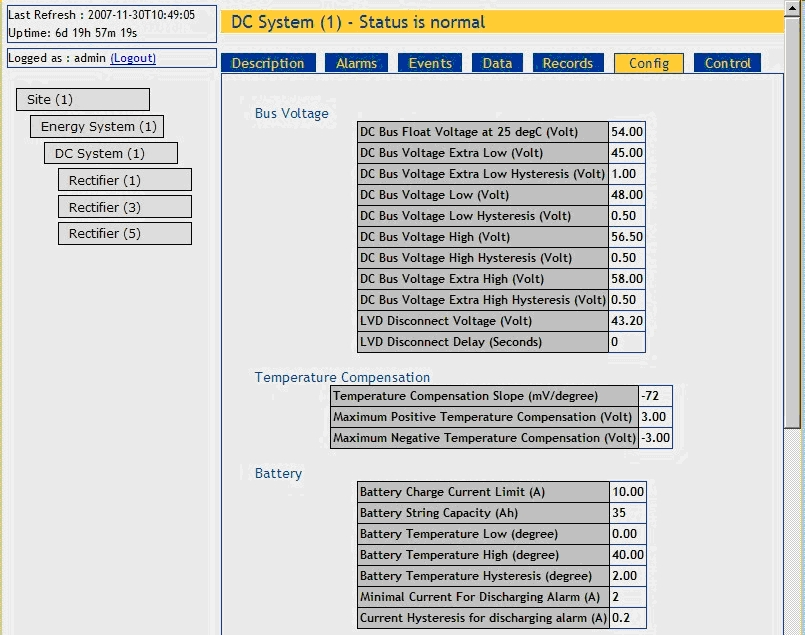 Last Refresh : 2007-11-30T10:49:05
Uptime: 6d 19h 57m 19s
Logged as : admin (Logout)
Site (1)
Energy System (1)
DC System (1)
Rectifier (1)
Rectifier (3)
Rectifier (5)
DC System (1) - Status is normal
Description Alarms Events Data Records Config Control
Bus Voltage
DC Bus Float Voltage at 25 degC (Volt) 54.00
DC Bus Voltage Extra Low (Volt) 45.00
DC Bus Voltage Extra Low Hysteresis (Volt) 1.00
DC Bus Voltage Low (Volt) 48.00
DC Bus Voltage Low Hysteresis (Volt) 0.50
DC Bus Voltage High (Volt) 56.50
DC Bus Voltage High Hysteresis (Volt) 0.50
DC Bus Voltage Extra High (Volt) 58.00
DC Bus Voltage Extra High Hysteresis (Volt) 0.50
LVD Disconnect Voltage (Volt) 43.20
LVD Disconnect Delay (Seconds) 0
Temperature Compensation
Temperature Compensation Slope (mV/degree) -72
Maximum Positive Temperature Compensation (Volt) 3.00
Maximum Negative Temperature Compensation (Volt) -3.00
Battery
Battery Charge Current Limit (A) 10.00
Battery String Capacity (Ah) 35
Battery Temperature Low (degree) 0.00
Battery Temperature High (degree) 40.00
Battery Temperature Hysteresis (degree) 2.00
Minimal Current For Discharging Alarm (A) 2
Current Hysteresis for discharging alarm (A) 0.2